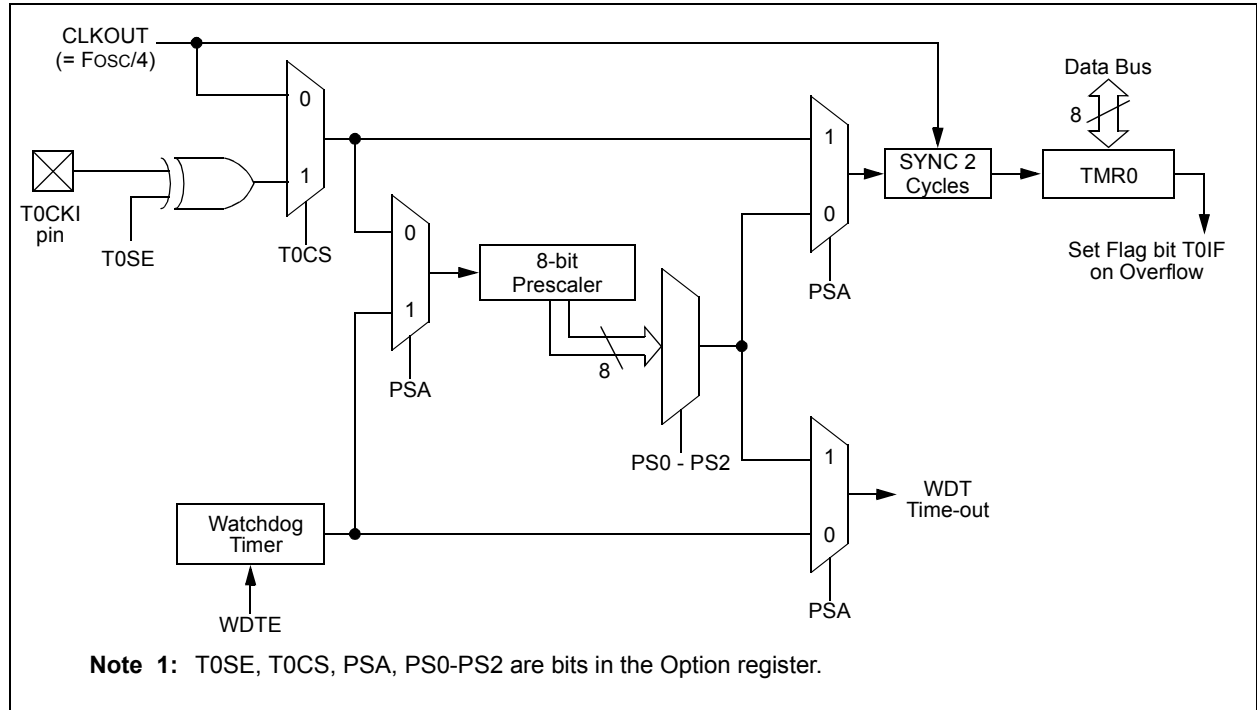 CLKOUT
(= FOSC/4)
0
1
T0CKI
pin
T0SE
T0CS
0
1
PSA
8-bit
Prescaler
8
PS0 - PS2
1
0
PSA
SYNC 2
Cycles
Data Bus
8
TMR0
Set Flag bit T0IF
on Overflow
Watchdog
Timer
WDTE
1
0
PSA
WDT
Time-out
Note 1: T0SE, T0CS, PSA, PS0-PS2 are bits in the Option register.